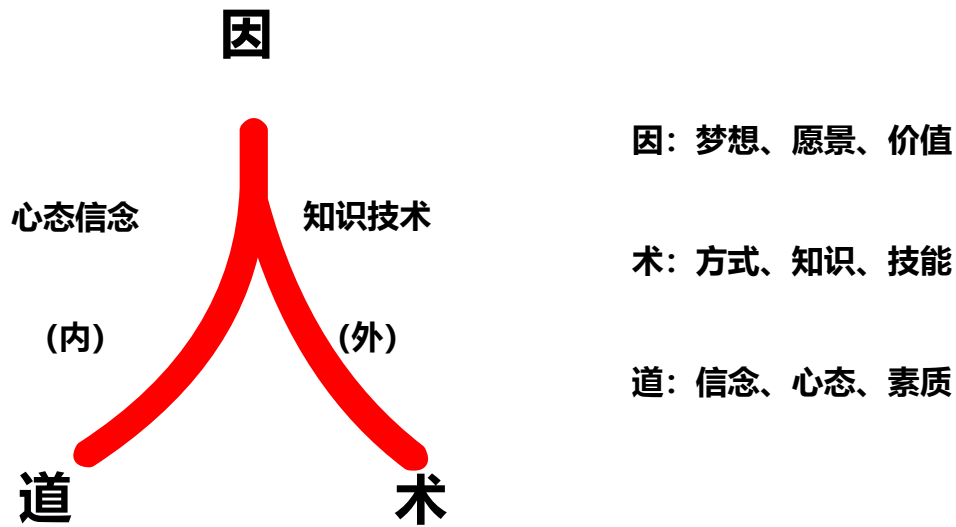 因
心态信念
知识技术
（内）
（外）
道
术
因：梦想、愿景、价值
术：方式、知识、技能
道：信念、心态、素质